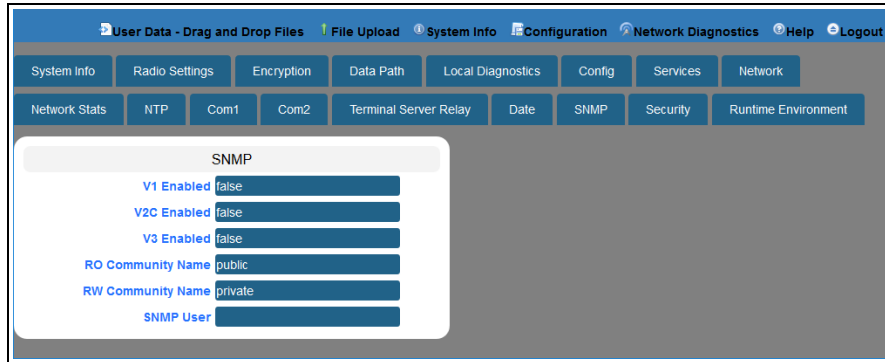 User Data - Drag and Drop Files File Upload System Info Configuration Network Diagnostics Help Logout
System Info Radio Settings Encryption Data Path Local Diagnostics Config Services Network
Network Stats NTP Com1 Com2 Terminal Server Relay Date SNMP Security Runtime Environment
SNMP
V1 Enabled false
V2C Enabled false
V3 Enabled false
RO Community Name public
RW Community Name private
SNMP User